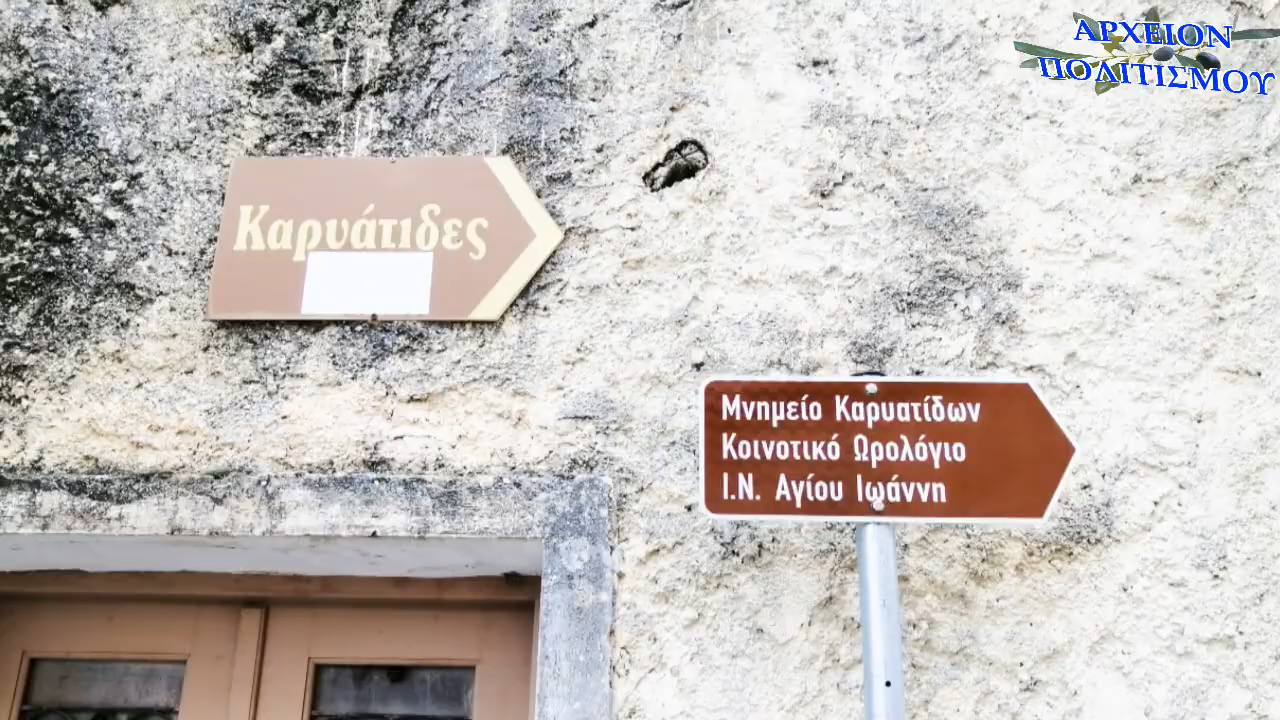 ΑΡΧΕΙΟΝ
ΠΟΛΙΤΙΣΜΟΥ
Καρυάτιδες
Μνημείο Καρυατίδων
Κοινοτικό Ωρολόγιο
Ι.Ν. Αγίου Ιωάννη